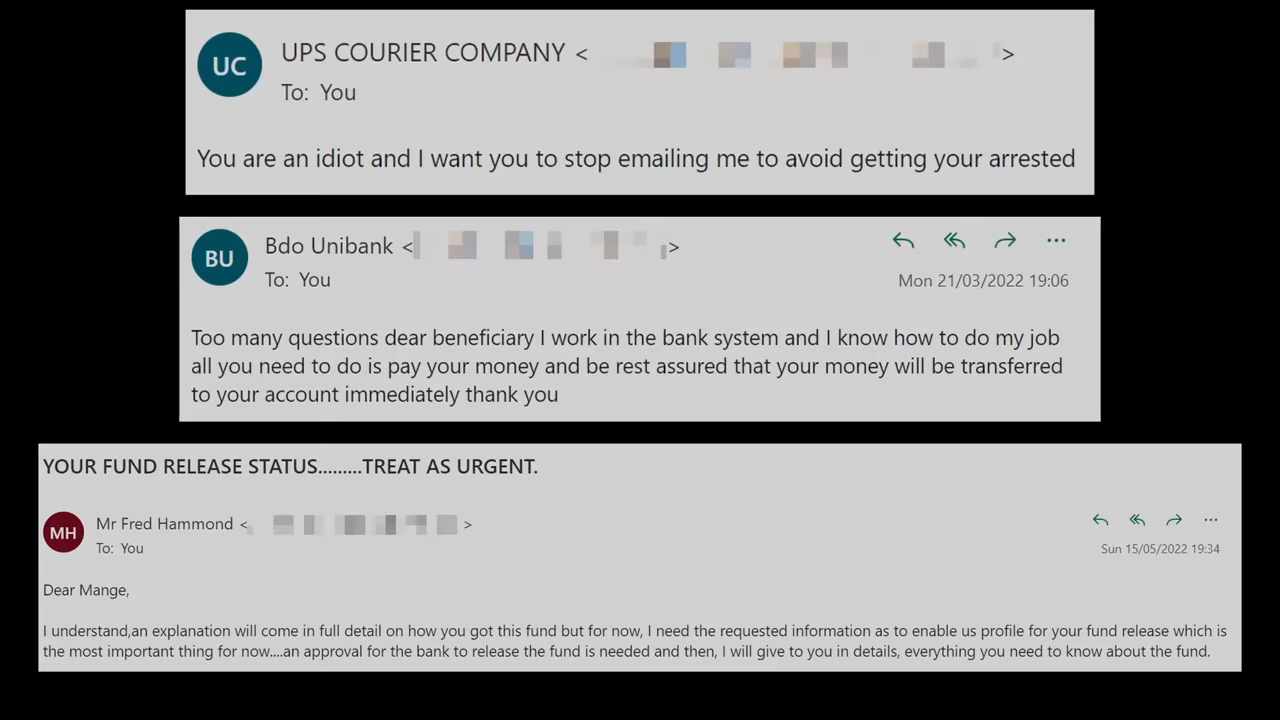 UC
UPS COURIER COMPANY < >
To: You
You are an idiot and I want you to stop emailing me to avoid getting your arrested
BU
Bdo Unibank < >
To: You
Mon 21/03/2022 19:06
Too many questions dear beneficiary I work in the bank system and I know how to do my job
all you need to do is pay your money and be rest assured that your money will be transferred
to your account immediately thank you
YOUR FUND RELEASE STATUS.........TREAT AS URGENT.
MH
Mr Fred Hammond < >
To: You
Sun 15/05/2022 19:34
Dear Mange,
I understand,an explanation will come in full detail on how you got this fund but for now, I need the requested information as to enable us profile for your fund release which is
the most important thing for now....an approval for the bank to release the fund is needed and then, I will give to you in details, everything you need to know about the fund.